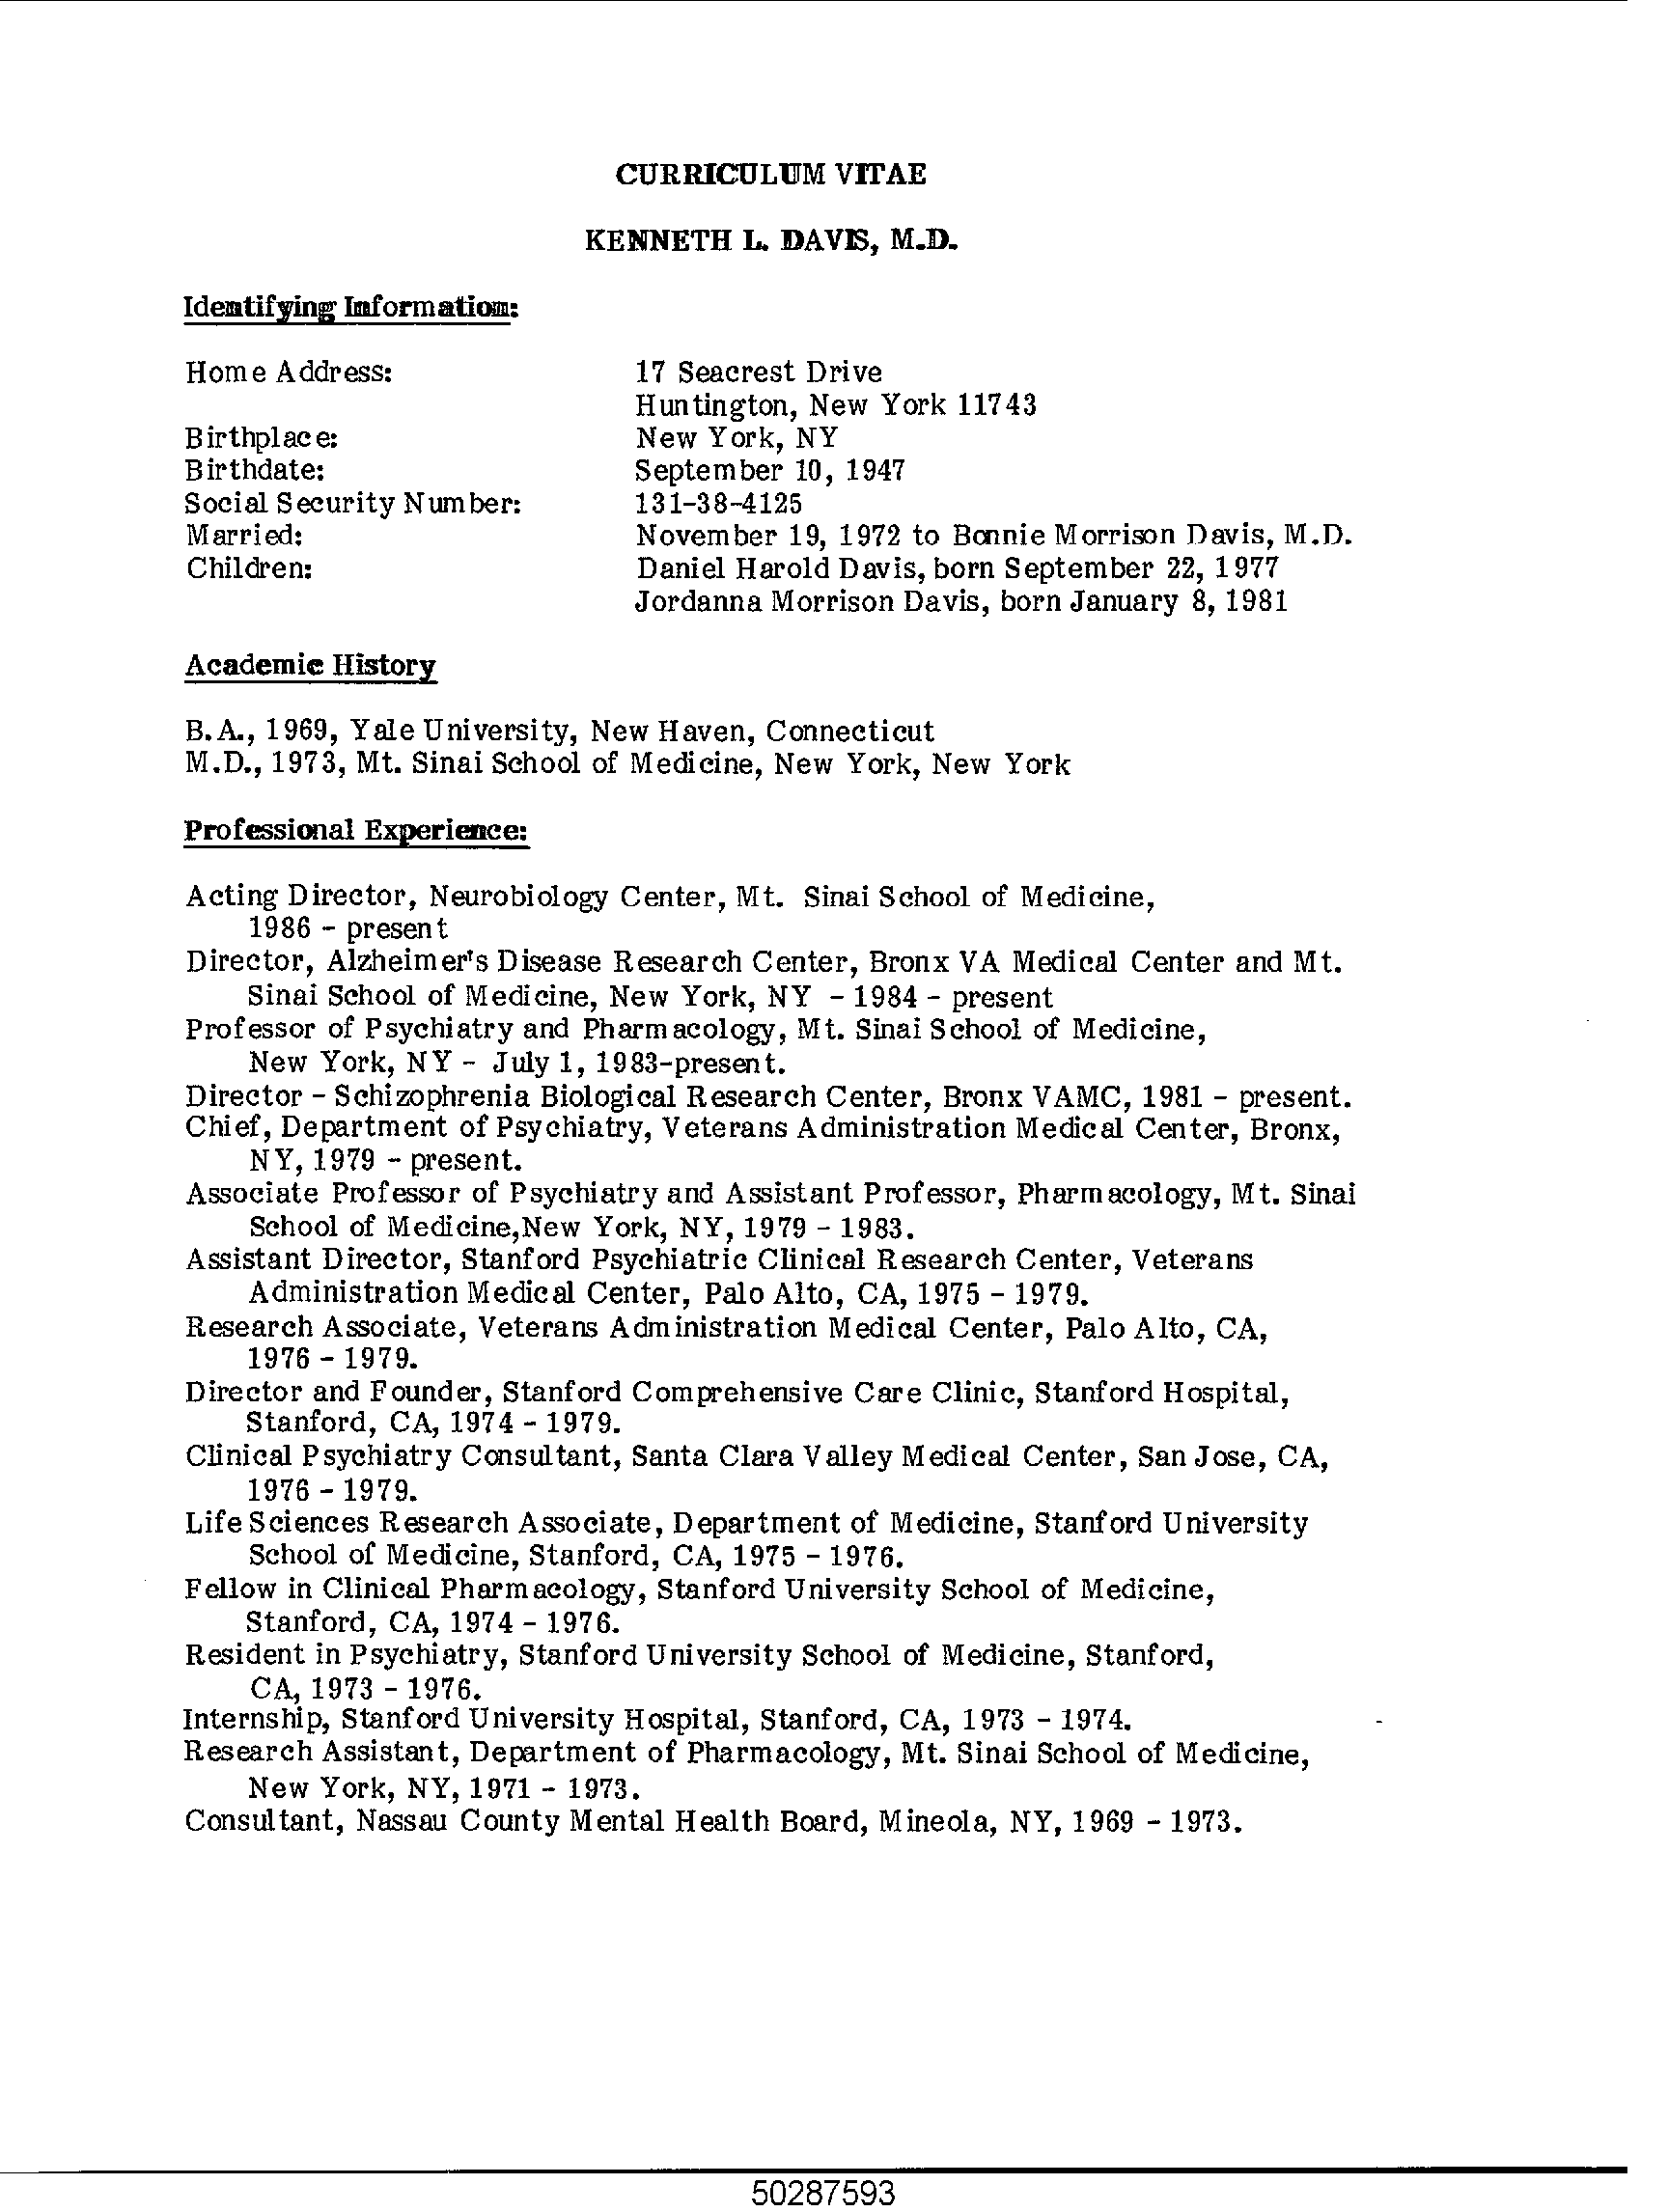 CURRICULUM VITAE
KENNETH L. DAVIS, M.D.
Identifying Information:
Home Address: 17 Seacrest Drive
Huntington, New York 11743
Birthplace: New York, NY
Birthdate: September 10, 1947
Social Security Number: 131-38-4125
Married: November 19, 1972 to Bonnie Morrison Davis, M.D.
Children: Daniel Harold Davis, born September 22, 1977
Jordanna Morrison Davis, born January 8, 1981
Academic History
B.A., 1969, Yale University, New Haven, Connecticut
M.D., 1973, Mt. Sinai School of Medicine, New York, New York
Professional Experience:
Acting Director, Neurobiology Center, Mt. Sinai School of Medicine,
1986 - present
Director, Alzheimer's Disease Research Center, Bronx VA Medical Center and Mt.
Sinai School of Medicine, New York, NY - 1984 - present
Professor of Psychiatry and Pharmacology, Mt. Sinai School of Medicine,
New York, NY - July 1, 1983-present.
Director - Schizophrenia Biological Research Center, Bronx VAMC, 1981 - present.
Chief, Department of Psychiatry, Veterans Administration Medical Center, Bronx,
NY, 1979 - present.
Associate Professor of Psychiatry and Assistant Professor, Pharmacology, Mt. Sinai
School of Medicine,New York, NY, 1979 - 1983.
Assistant Director, Stanford Psychiatric Clinical Research Center, Veterans
Administration Medical Center, Palo Alto, CA, 1975 - 1979.
Research Associate, Veterans Administration Medical Center, Palo Alto, CA,
1976 - 1979.
Director and Founder, Stanford Comprehensive Care Clinic, Stanford Hospital,
Stanford, CA, 1974 - 1979.
Clinical Psychiatry Consultant, Santa Clara Valley Medical Center, San Jose, CA,
1976 - 1979.
Life Sciences Research Associate, Department of Medicine, Stanford University
School of Medicine, Stanford, CA, 1975 - 1976.
Fellow in Clinical Pharmacology, Stanford University School of Medicine,
Stanford, CA, 1974 - 1976.
Resident in Psychiatry, Stanford University School of Medicine, Stanford,
CA, 1973 - 1976.
Internship, Stanford University Hospital, Stanford, CA, 1973 - 1974.
Research Assistant, Department of Pharmacology, Mt. Sinai School of Medicine,
New York, NY, 1971 - 1973.
Consultant, Nassau County Mental Health Board, Mineola, NY, 1969 - 1973.
50287593